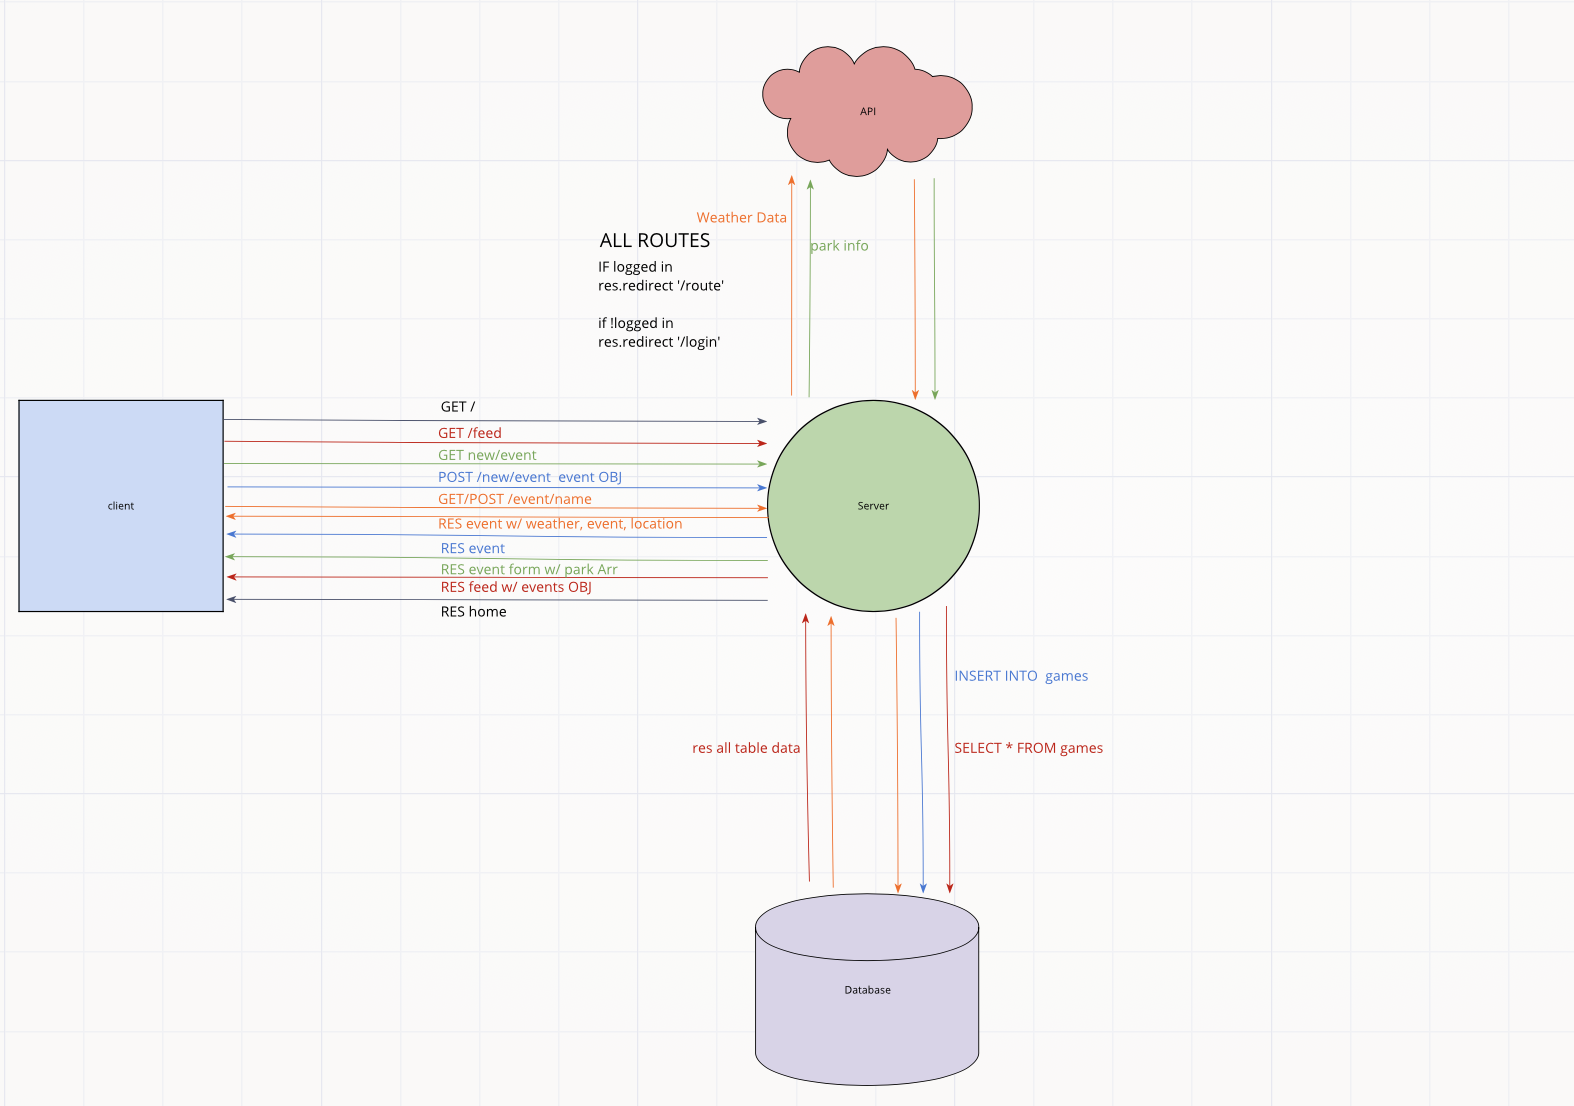 API
Weather Data
ALL ROUTES
park info
IF logged in
res.redirect '/route'
if !logged in
res.redirect '/login'
GET /
GET /feed
GET new/event
POST /new/event  event OBJ
GET/POST /event/name
client
Server
RES event w/ weather, event, location
RES event
RES event form w/ park Arr
RES feed w/ events OBJ
RES home
INSERT INTO  games
res all table data
SELECT * FROM games
Database